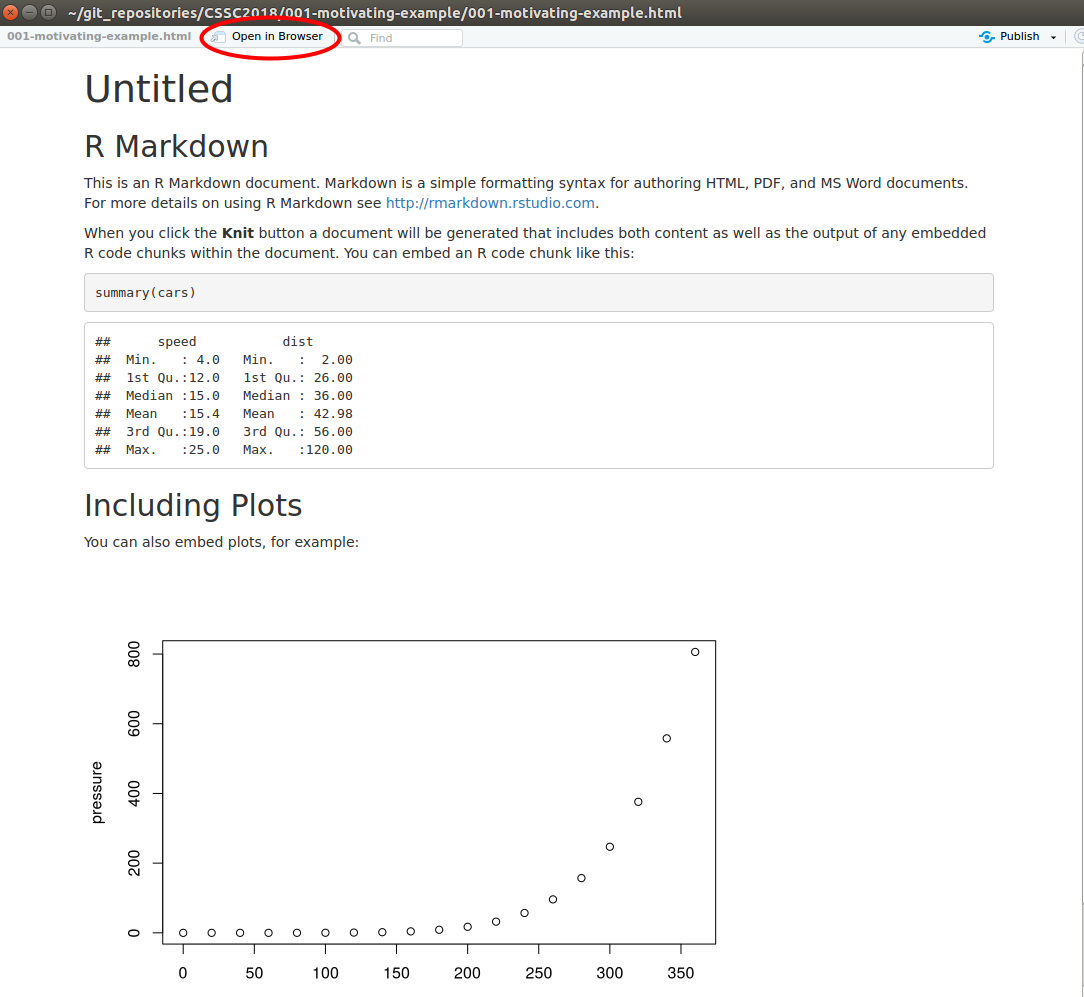 ~/git_repositories/CSSC2018/001-motivating-example/001-motivating-example.html
001-motivating-example.html Open in Browser Find Publish
Untitled
R Markdown
This is an R Markdown document. Markdown is a simple formatting syntax for authoring HTML, PDF, and MS Word documents.
For more details on using R Markdown see http://rmarkdown.rstudio.com.
When you click the Knit button a document will be generated that includes both content as well as the output of any embedded
R code chunks within the document. You can embed an R code chunk like this:
summary(cars)
##      speed           dist
##  Min.   : 4.0   Min.   :  2.00
##  1st Qu.:12.0   1st Qu.: 26.00
##  Median :15.0   Median : 36.00
##  Mean   :15.4   Mean   : 42.98
##  3rd Qu.:19.0   3rd Qu.: 56.00
##  Max.   :25.0   Max.   :120.00
Including Plots
You can also embed plots, for example:
800
600
400
200
0
pressure
0 50 100 150 200 250 300 350